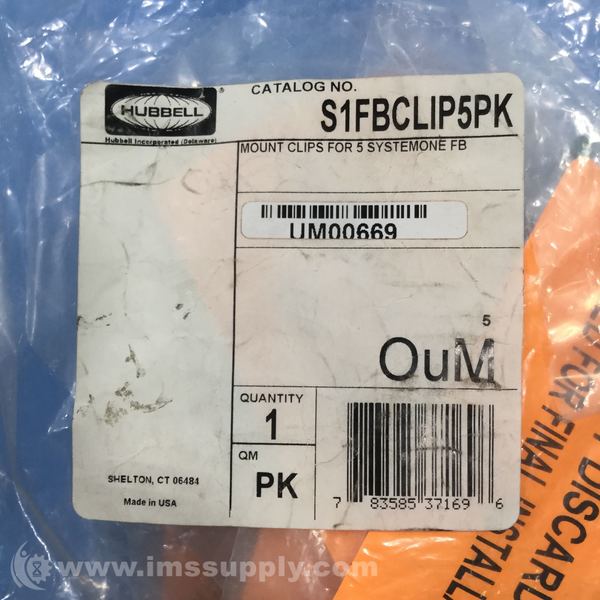 HUBBELL
®
Hubbell Incorporated (Delaware)
CATALOG NO.
S1FBCLIP5PK
MOUNT CLIPS FOR 5 SYSTEMONE FB
UM00669
5
OuM
QUANTITY
1
QM
PK
SHELTON, CT 06484
Made in USA
7 83585 37169 6
FOR FINAL INSTALL
DISCARD
www.imssupply.com